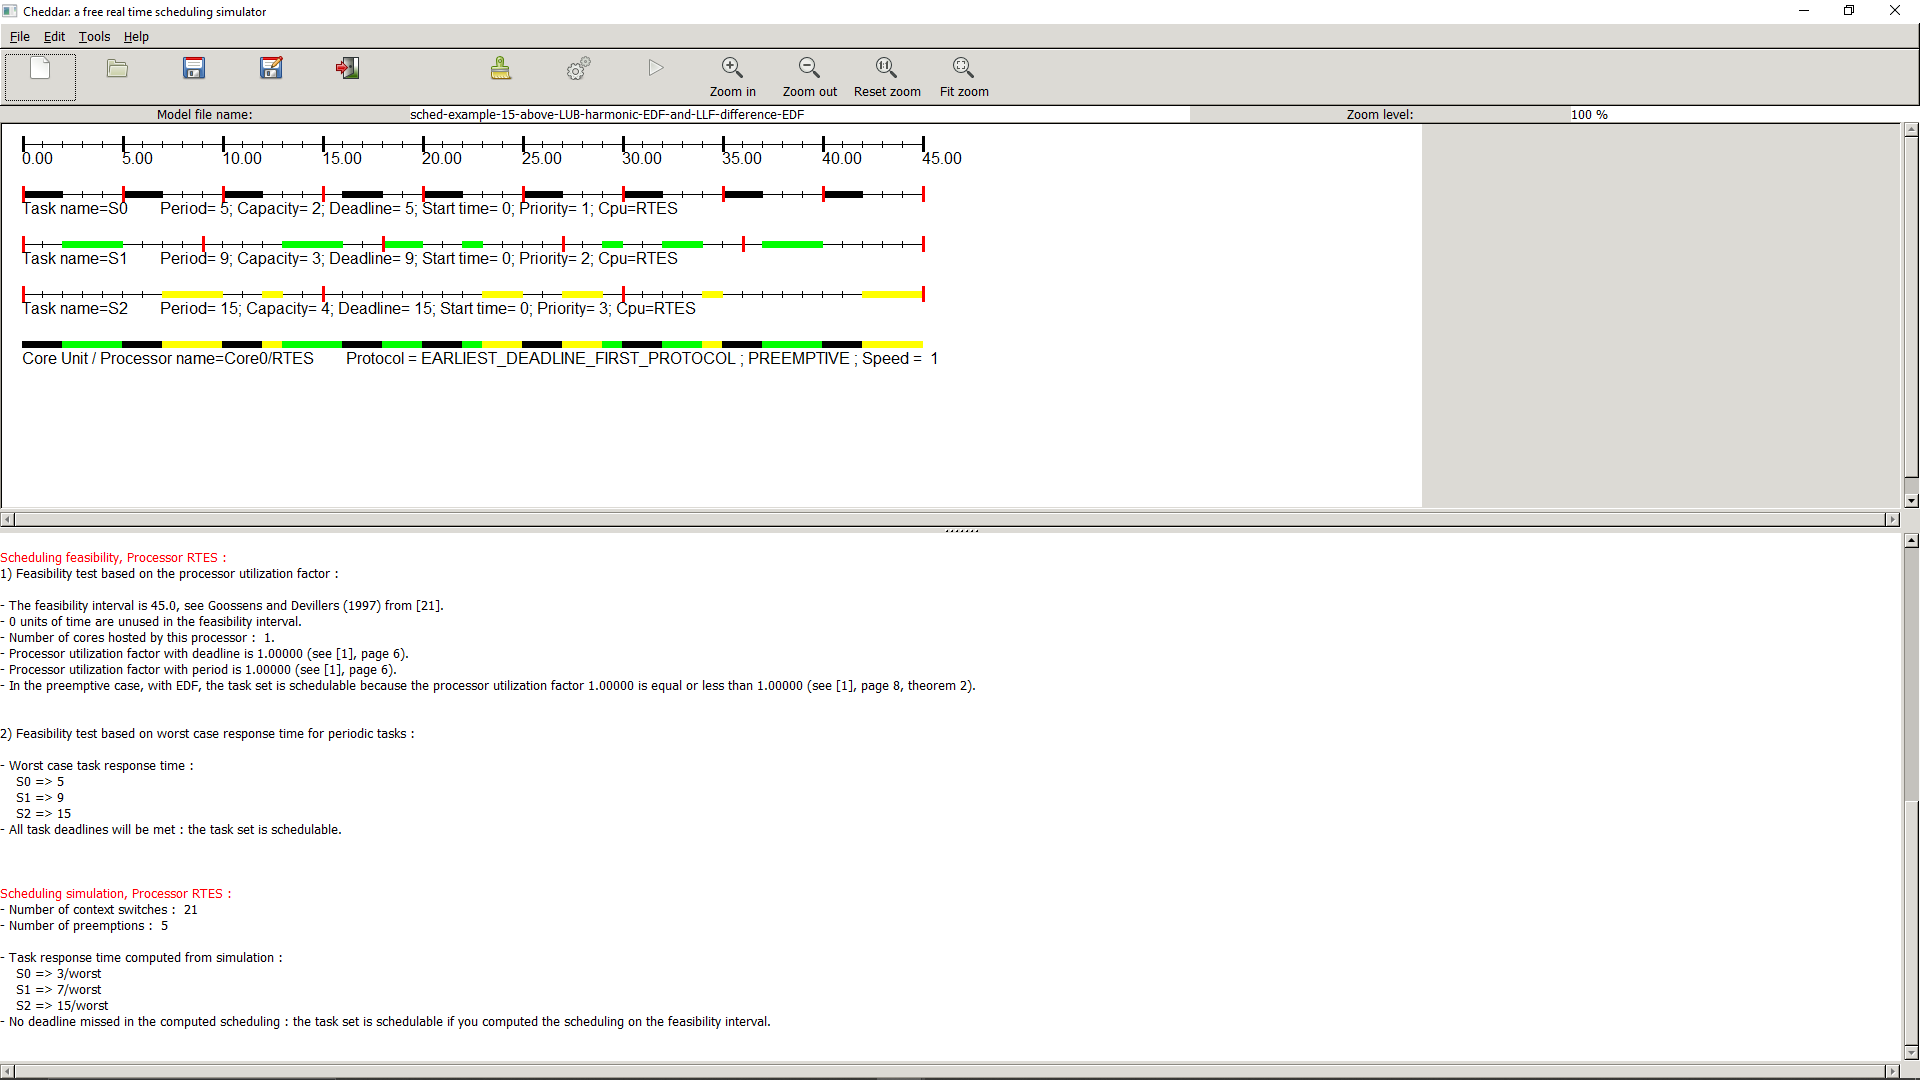 Cheddar: a free real time scheduling simulator
File Edit Tools Help
Zoom in Zoom out Reset zoom Fit zoom
Model file name: sched-example-15-above-LUB-harmonic-EDF-and-LLF-difference-EDF Zoom level: 100 %
0.00 5.00 10.00 15.00 20.00 25.00 30.00 35.00 40.00 45.00
Task name=S0 Period= 5; Capacity= 2; Deadline= 5; Start time= 0; Priority= 1; Cpu=RTES
Task name=S1 Period= 9; Capacity= 3; Deadline= 9; Start time= 0; Priority= 2; Cpu=RTES
Task name=S2 Period= 15; Capacity= 4; Deadline= 15; Start time= 0; Priority= 3; Cpu=RTES
Core Unit / Processor name=Core0/RTES Protocol = EARLIEST_DEADLINE_FIRST_PROTOCOL ; PREEMPTIVE ; Speed = 1
Scheduling feasibility, Processor RTES :
1) Feasibility test based on the processor utilization factor :
- The feasibility interval is 45.0, see Goossens and Devillers (1997) from [21].
- 0 units of time are unused in the feasibility interval.
- Number of cores hosted by this processor : 1.
- Processor utilization factor with deadline is 1.00000 (see [1], page 6).
- Processor utilization factor with period is 1.00000 (see [1], page 6).
- In the preemptive case, with EDF, the task set is schedulable because the processor utilization factor 1.00000 is equal or less than 1.00000 (see [1], page 8, theorem 2).
2) Feasibility test based on worst case response time for periodic tasks :
- Worst case task response time :
S0 => 5
S1 => 9
S2 => 15
- All task deadlines will be met : the task set is schedulable.
Scheduling simulation, Processor RTES :
- Number of context switches : 21
- Number of preemptions : 5
- Task response time computed from simulation :
S0 => 3/worst
S1 => 7/worst
S2 => 15/worst
- No deadline missed in the computed scheduling : the task set is schedulable if you computed the scheduling on the feasibility interval.